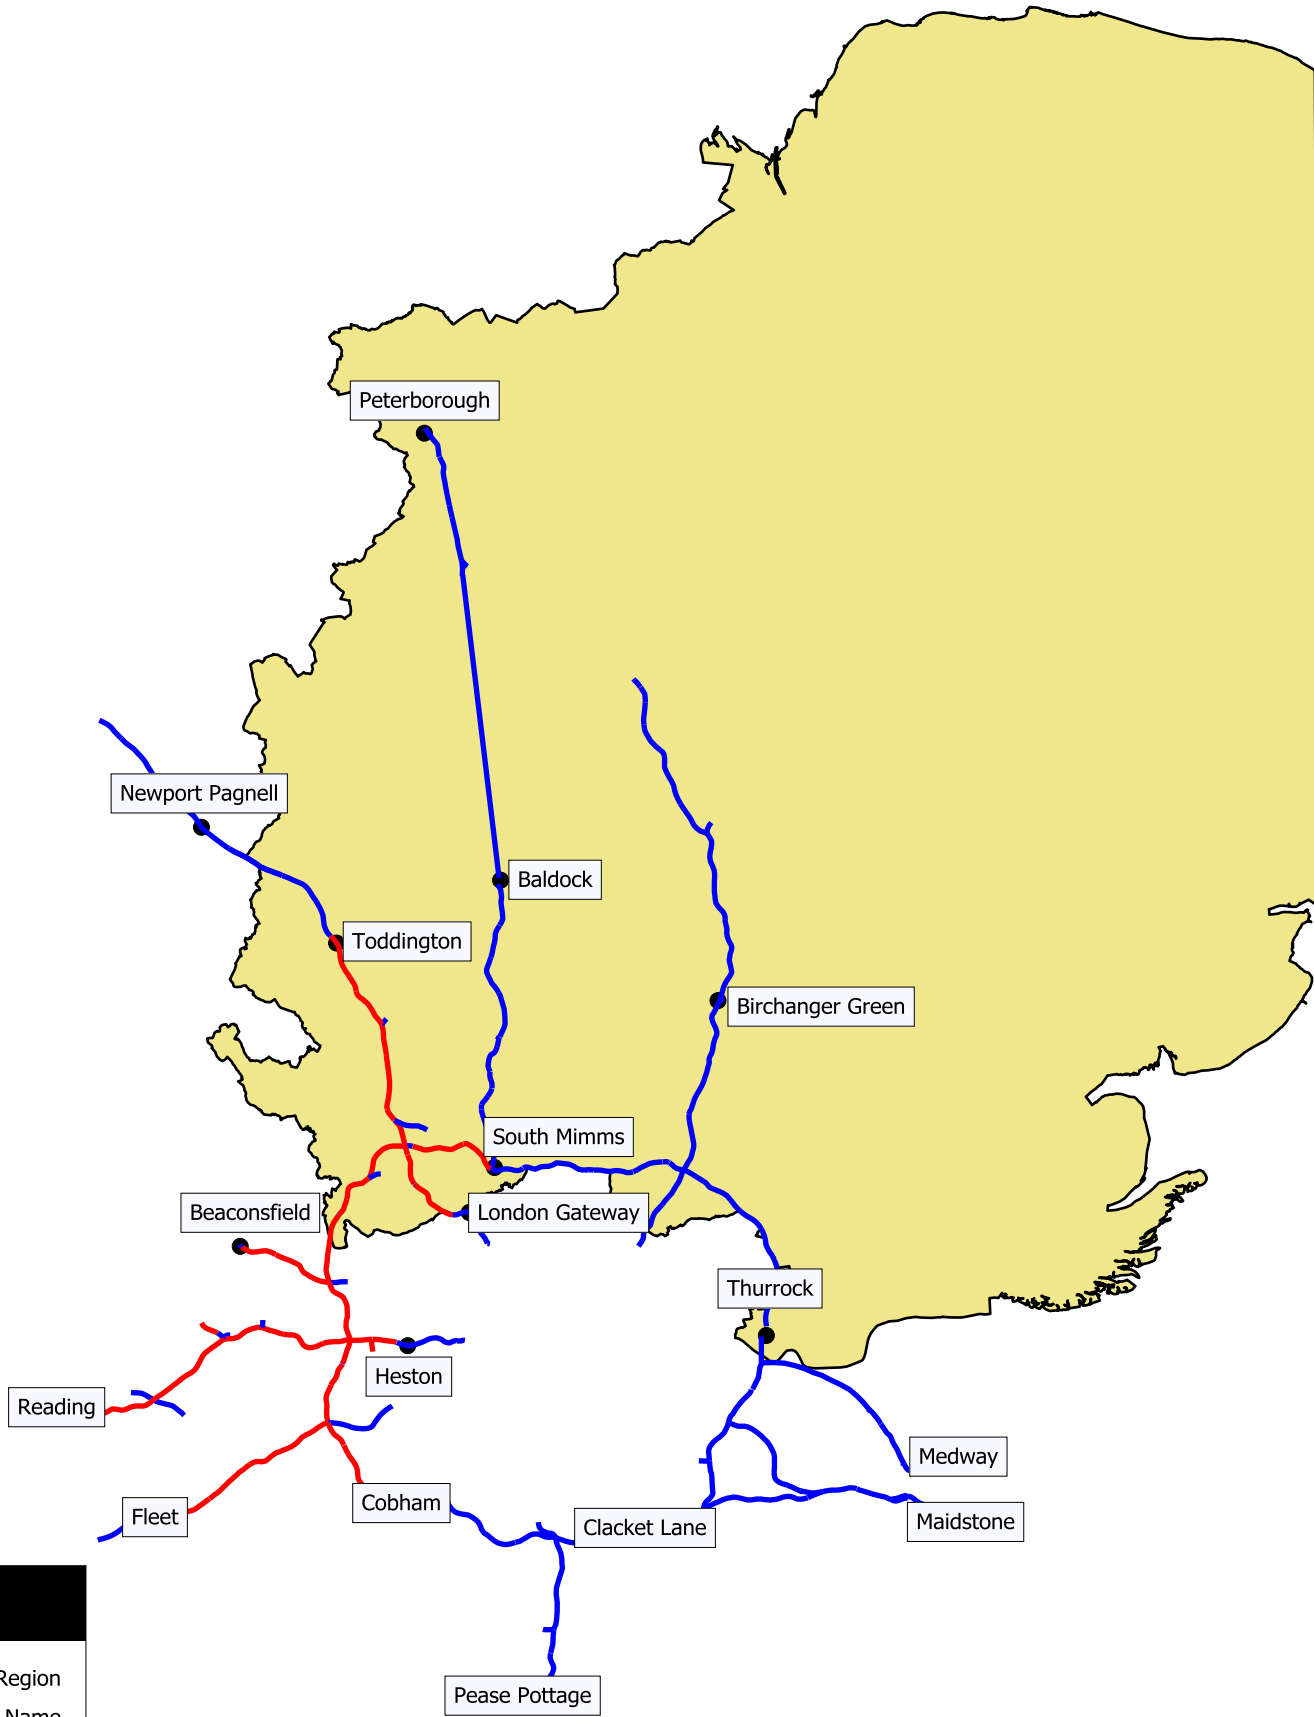 Peterborough
Newport Pagnell
Baldock
Toddington
Birchanger Green
South Mimms
Beaconsfield
London Gateway
Thurrock
Heston
Reading
Medway
Cobham
Fleet
Clacket Lane
Maidstone
Region
Pease Pottage
Name